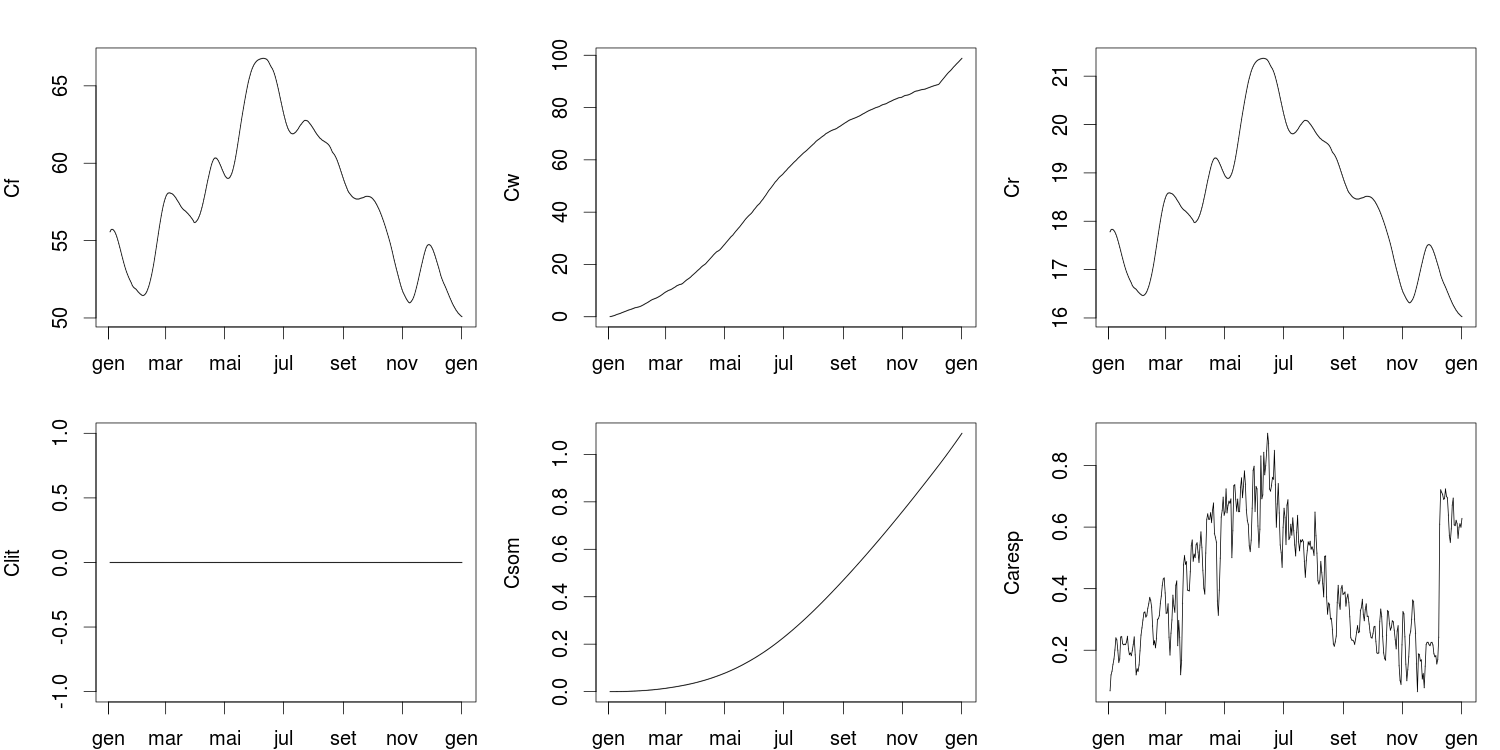 Cf
65
60
55
50
gen mar mai jul set nov gen
Cw
100
80
60
40
20
0
gen mar mai jul set nov gen
Cr
21
20
19
18
17
16
gen mar mai jul set nov gen
Clit
1.0
0.5
0.0
-0.5
-1.0
gen mar mai jul set nov gen
Csom
1.0
0.8
0.6
0.4
0.2
0.0
gen mar mai jul set nov gen
Caresp
0.8
0.6
0.4
0.2
gen mar mai jul set nov gen